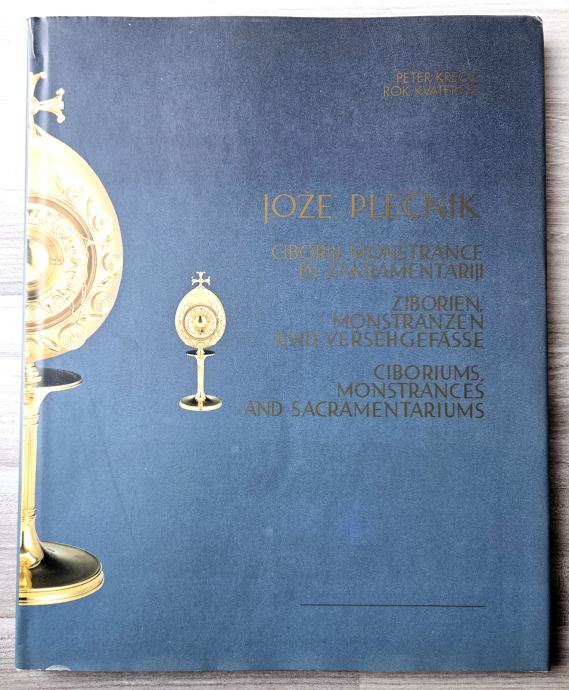 PETER KREČIČ
ROK KVATERNIK
JOŽE PLEČNIK
CIBORIJI, MONSTRANCE
IN ZAKRAMENTARIJI
ZIBORIEN,
MONSTRANZEN
UND VERSEHGEFÄSSE
CIBORIUMS,
MONSTRANCES
AND SACRAMENTARIUMS